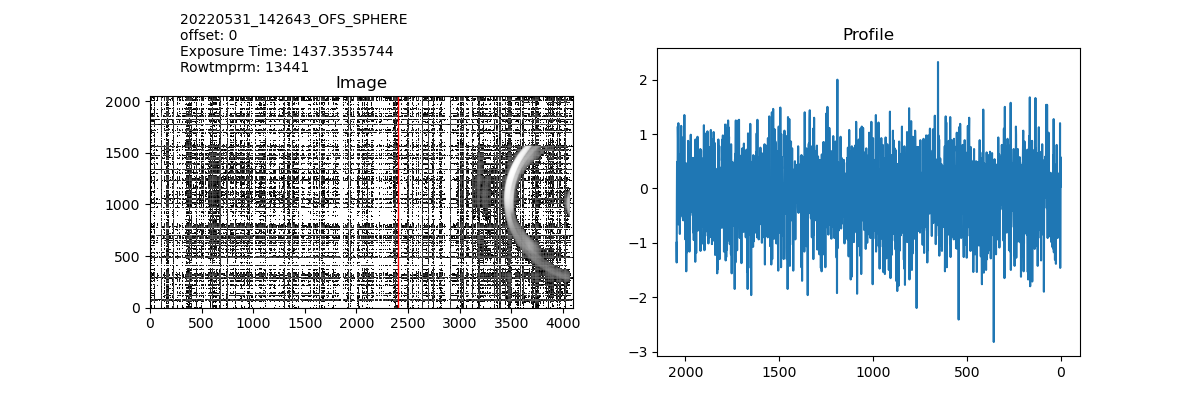 20220531_142643_OFS_SPHERE
offset: 0
Exposure Time: 1437.3535744
Rowtmprm: 13441
Image
Profile
2000
1500
1000
500
0
0 500 1000 1500 2000 2500 3000 3500 4000
2
1
0
−1
−2
−3
2000 1500 1000 500 0